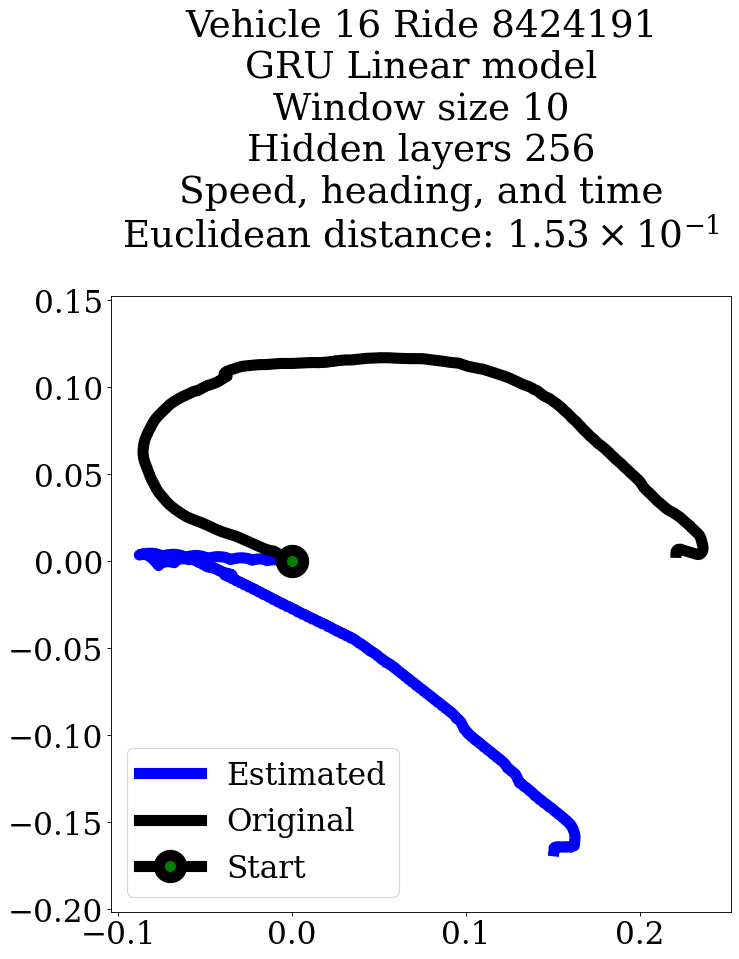 Vehicle 16 Ride 8424191
GRU Linear model
Window size 10
Hidden layers 256
Speed, heading, and time
Euclidean distance: 1.53 × 10⁻¹
0.15
0.10
0.05
0.00
−0.05
−0.10
−0.15
−0.20
Estimated
Original
Start
−0.1 0.0 0.1 0.2